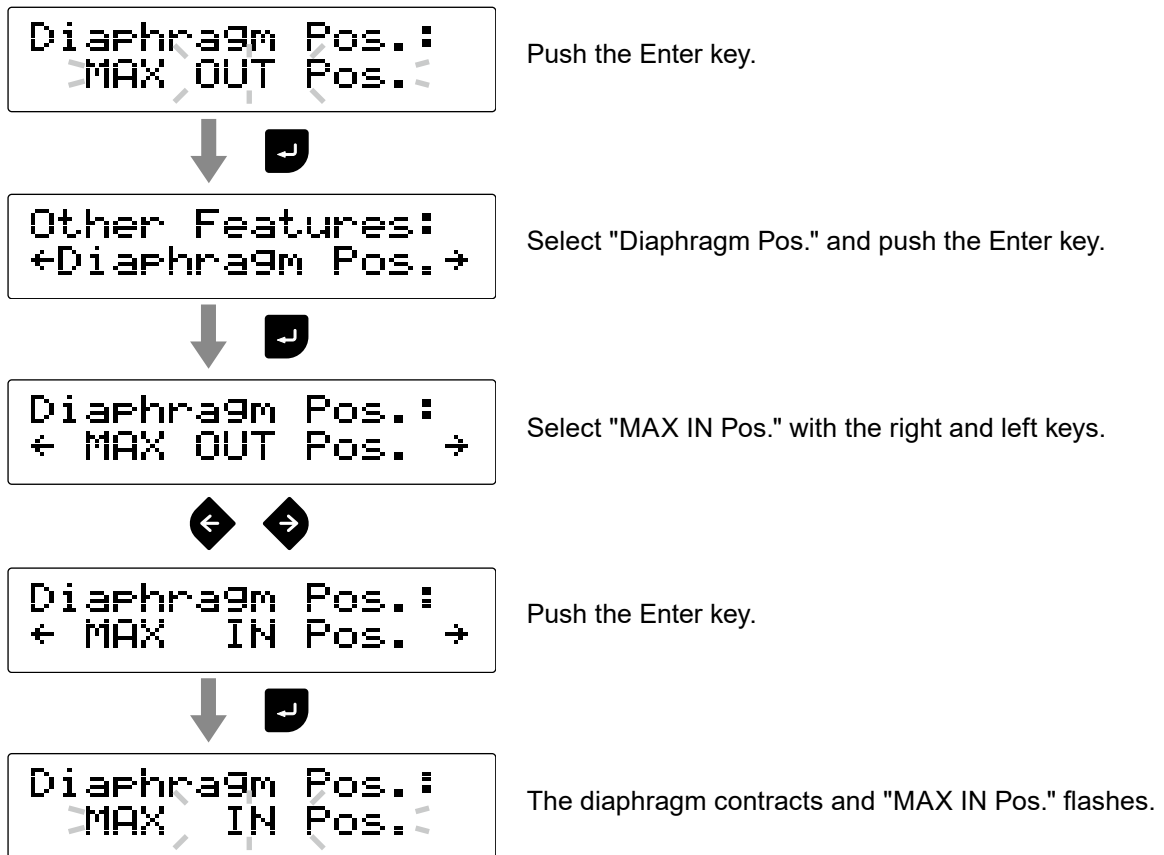 Diaphragm Pos.:
MAX OUT Pos.
Push the Enter key.
Other Features:
←Diaphragm Pos.→
Select "Diaphragm Pos." and push the Enter key.
Diaphragm Pos.:
← MAX OUT Pos. →
Select "MAX IN Pos." with the right and left keys.
Diaphragm Pos.:
← MAX IN Pos. →
Push the Enter key.
Diaphragm Pos.:
MAX IN Pos.
The diaphragm contracts and "MAX IN Pos." flashes.